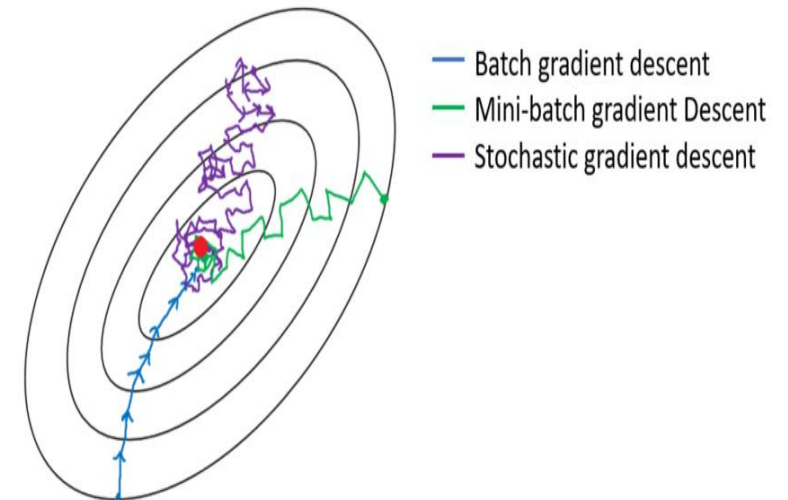 Batch gradient descent
Mini-batch gradient Descent
Stochastic gradient descent